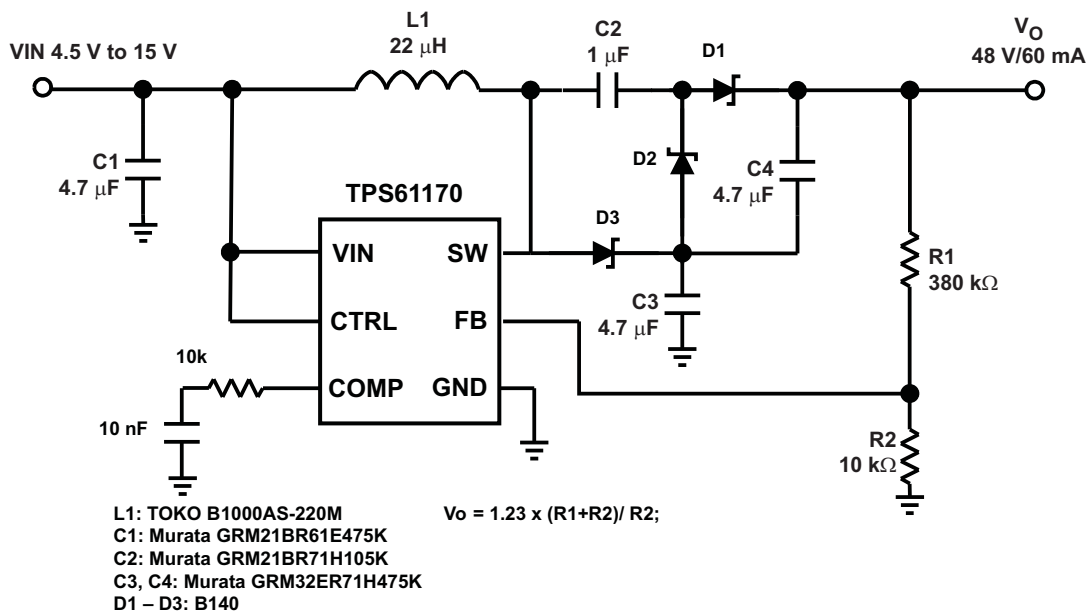 L1
22 μH
VIN 4.5 V to 15 V
C2
1 μF
D1
VO
48 V/60 mA
C1
4.7 μF
D2
C4
4.7 μF
TPS61170
D3
VIN
SW
R1
380 kΩ
C3
4.7 μF
CTRL
FB
10k
COMP
GND
10 nF
R2
10 kΩ
L1: TOKO B1000AS-220M
Vo = 1.23 x (R1+R2)/ R2;
C1: Murata GRM21BR61E475K
C2: Murata GRM21BR71H105K
C3, C4: Murata GRM32ER71H475K
D1 – D3: B140